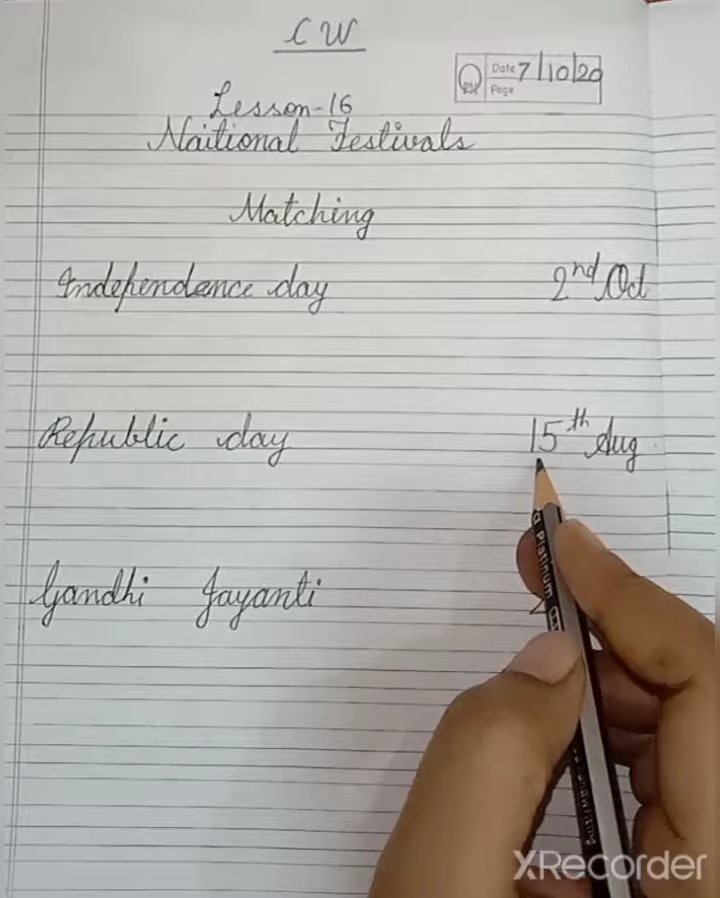 CW
Date 7/10/20
Page
Lesson-16
Naitional Festivals
Matching
Independence day 2nd Oct
Republic day 15th Aug
Gandhi Jayanti
Platinum
XRecorder